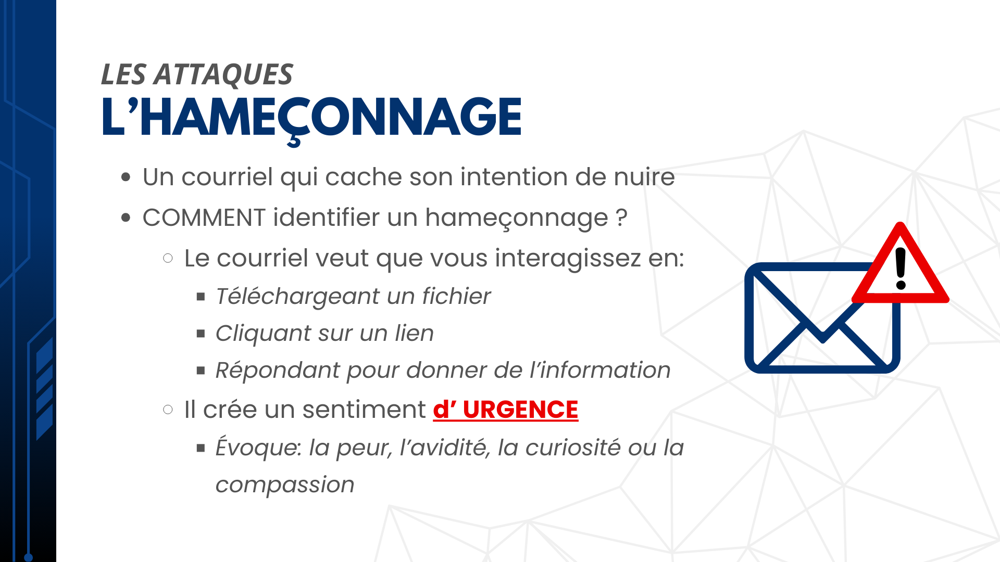 LES ATTAQUES
L’HAMEÇONNAGE
• Un courriel qui cache son intention de nuire
• COMMENT identifier un hameçonnage ?
○ Le courriel veut que vous interagissez en:
■ Téléchargeant un fichier
■ Cliquant sur un lien
■ Répondant pour donner de l’information
○ Il crée un sentiment d’ URGENCE
■ Évoque: la peur, l’avidité, la curiosité ou la
compassion